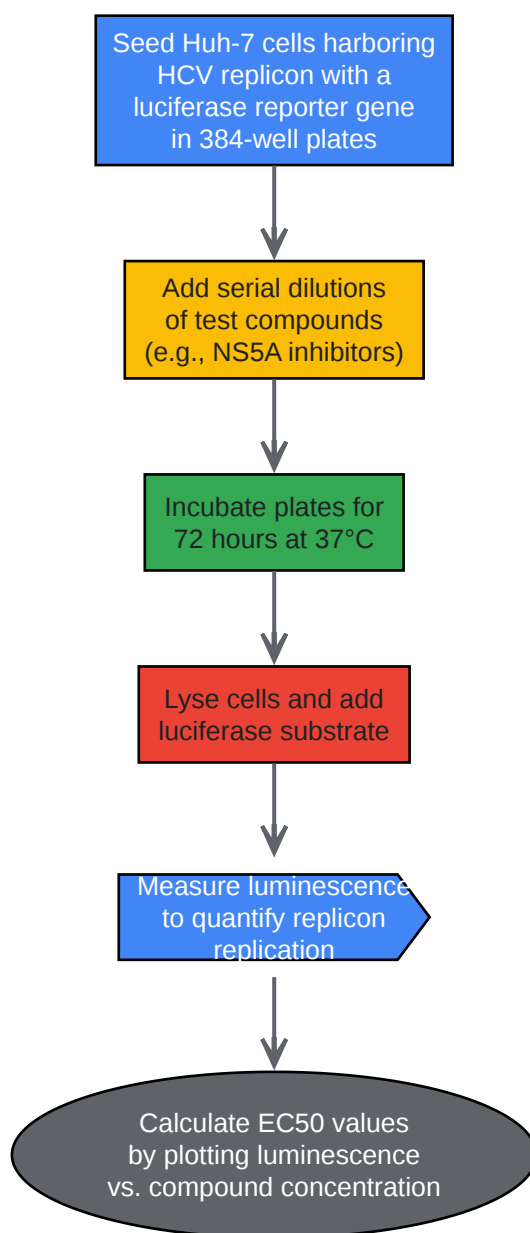 Seed Huh-7 cells harboring
HCV replicon with a
luciferase reporter gene
in 384-well plates
Add serial dilutions
of test compounds
(e.g., NS5A inhibitors)
Incubate plates for
72 hours at 37°C
Lyse cells and add
luciferase substrate
Measure luminescence
to quantify replicon
replication
Calculate EC50 values
by plotting luminescence
vs. compound concentration